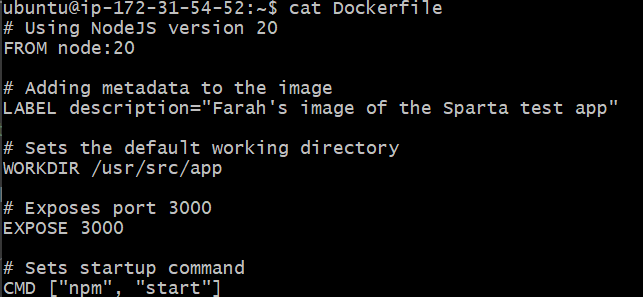 ubuntu@ip-172-31-54-52:~$ cat Dockerfile
# Using NodeJS version 20
FROM node:20
# Adding metadata to the image
LABEL description="Farah's image of the Sparta test app"
# Sets the default working directory
WORKDIR /usr/src/app
# Exposes port 3000
EXPOSE 3000
# Sets startup command
CMD ["npm", "start"]